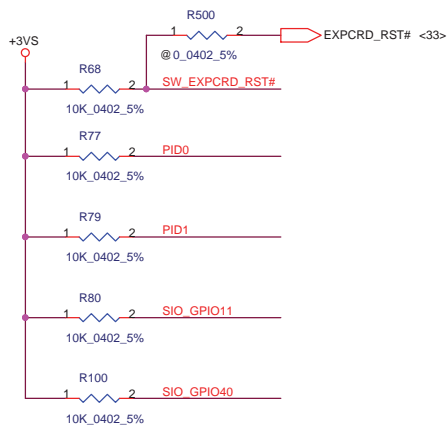 R500
1 2 EXPCRD_RST# <33>
+3VS
@ 0_0402_5%
R68
1 2 SW_EXPCRD_RST#
10K_0402_5%
R77
1 2 PID0
10K_0402_5%
R79
1 2 PID1
10K_0402_5%
R80
1 2 SIO_GPIO11
10K_0402_5%
R100
1 2 SIO_GPIO40
10K_0402_5%